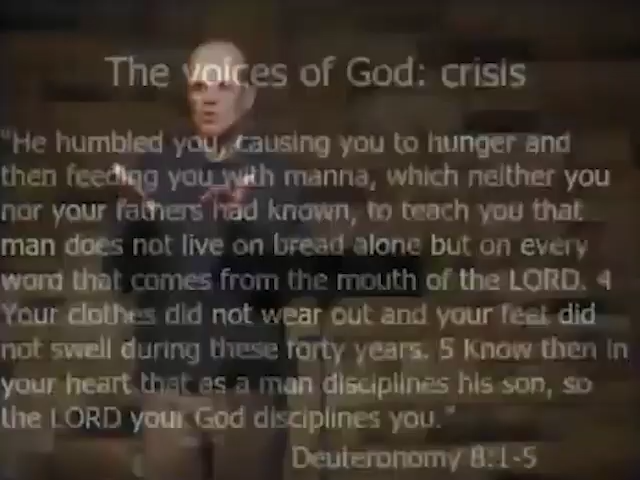 The voices of God: crisis
"He humbled you, causing you to hunger and
then feeding you with manna, which neither you
nor your fathers had known, to teach you that
man does not live on bread alone but on every
word that comes from the mouth of the LORD. 4
Your clothes did not wear out and your feet did
not swell during these forty years. 5 Know then in
your heart that as a man disciplines his son, so
the LORD your God disciplines you."
Deuteronomy 8:1-5